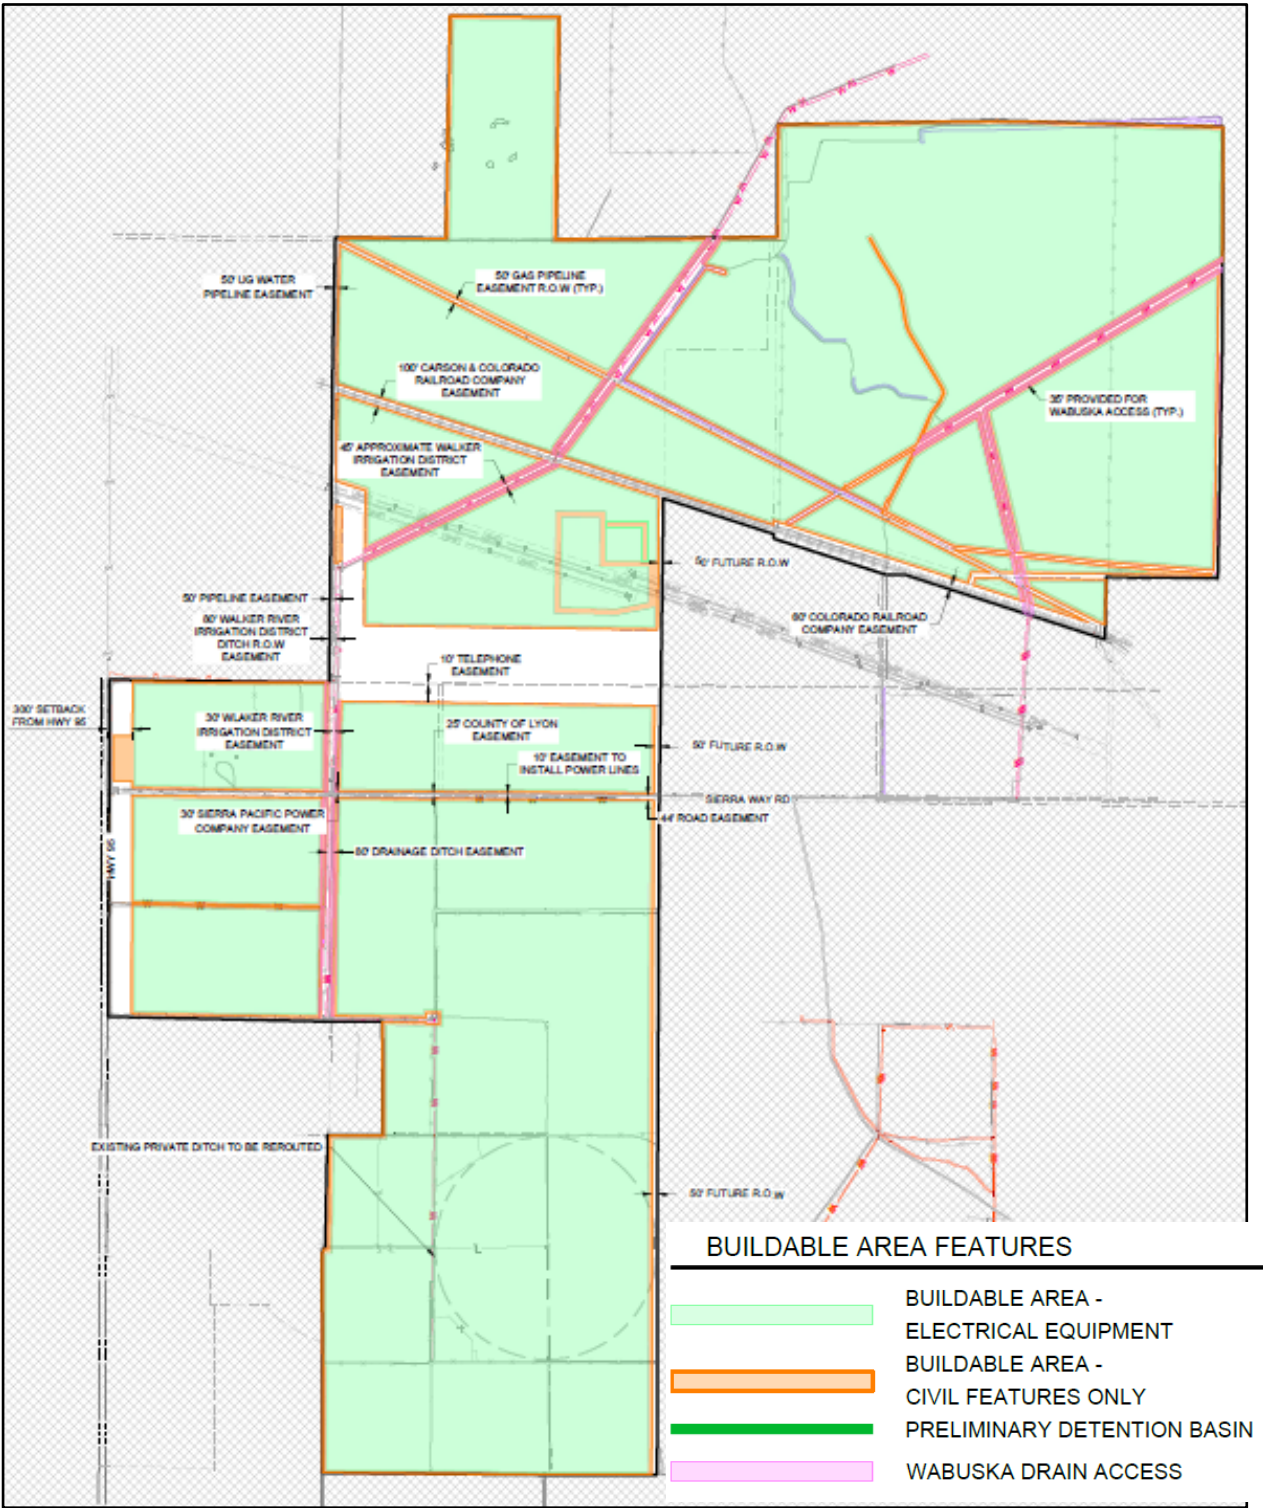 50' UG WATER
PIPELINE EASEMENT
50' GAS PIPELINE
EASEMENT R.O.W (TYP.)
100' CARSON & COLORADO
RAILROAD COMPANY
EASEMENT
35' PROVIDED FOR
WABUSKA ACCESS (TYP.)
45' APPROXIMATE WALKER
IRRIGATION DISTRICT
EASEMENT
50' FUTURE R.O.W
50' PIPELINE EASEMENT
80' WALKER RIVER
IRRIGATION DISTRICT
DITCH R.O.W
EASEMENT
60' COLORADO RAILROAD
COMPANY EASEMENT
10' TELEPHONE
EASEMENT
300' SETBACK
FROM HWY 95
30' WLAKER RIVER
IRRIGATION DISTRICT
EASEMENT
25' COUNTY OF LYON
EASEMENT
50' FUTURE R.O.W
10' EASEMENT TO
INSTALL POWER LINES
SIERRA WAY RD
30' SIERRA PACIFIC POWER
COMPANY EASEMENT
44' ROAD EASEMENT
HWY 95
80' DRAINAGE DITCH EASEMENT
EXISTING PRIVATE DITCH TO BE REROUTED
50' FUTURE R.O.W
BUILDABLE AREA FEATURES
BUILDABLE AREA -
ELECTRICAL EQUIPMENT
BUILDABLE AREA -
CIVIL FEATURES ONLY
PRELIMINARY DETENTION BASIN
WABUSKA DRAIN ACCESS